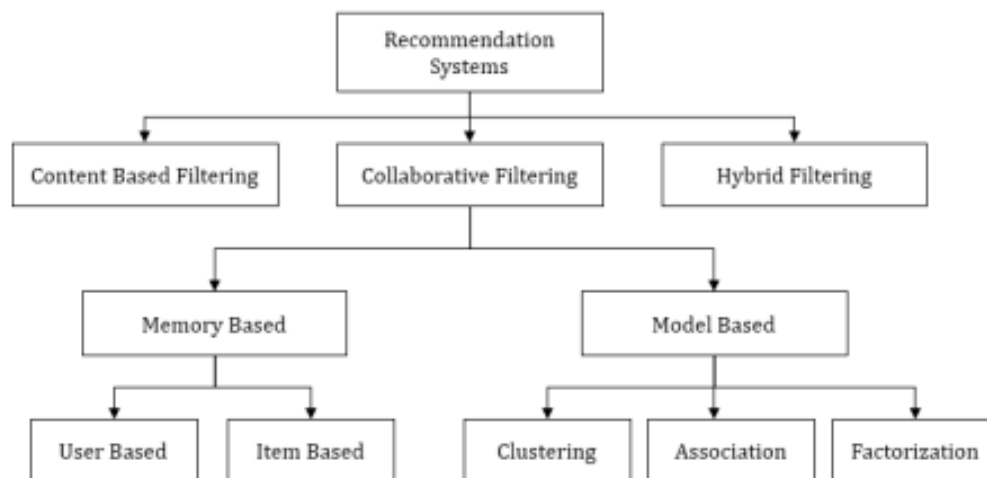 Recommendation
Systems
Content Based Filtering
Collaborative Filtering
Hybrid Filtering
Memory Based
Model Based
User Based
Item Based
Clustering
Association
Factorization